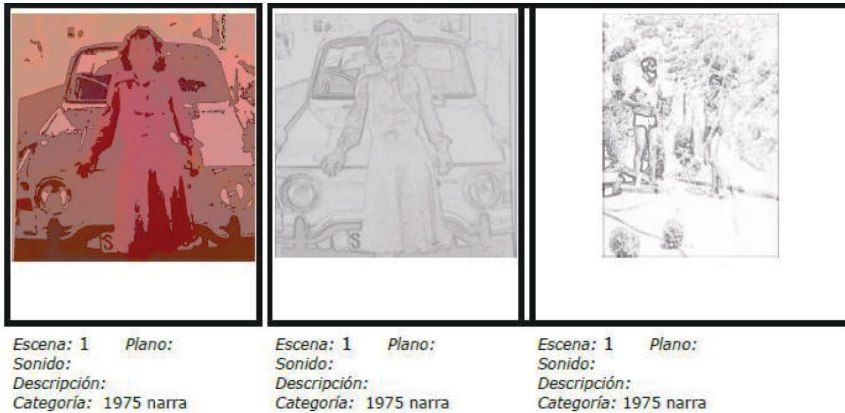 S
S
Escena: 1 Plano:
Sonido:
Descripción:
Categoría: 1975 narra
Escena: 1 Plano:
Sonido:
Descripción:
Categoría: 1975 narra
Escena: 1 Plano:
Sonido:
Descripción:
Categoría: 1975 narra